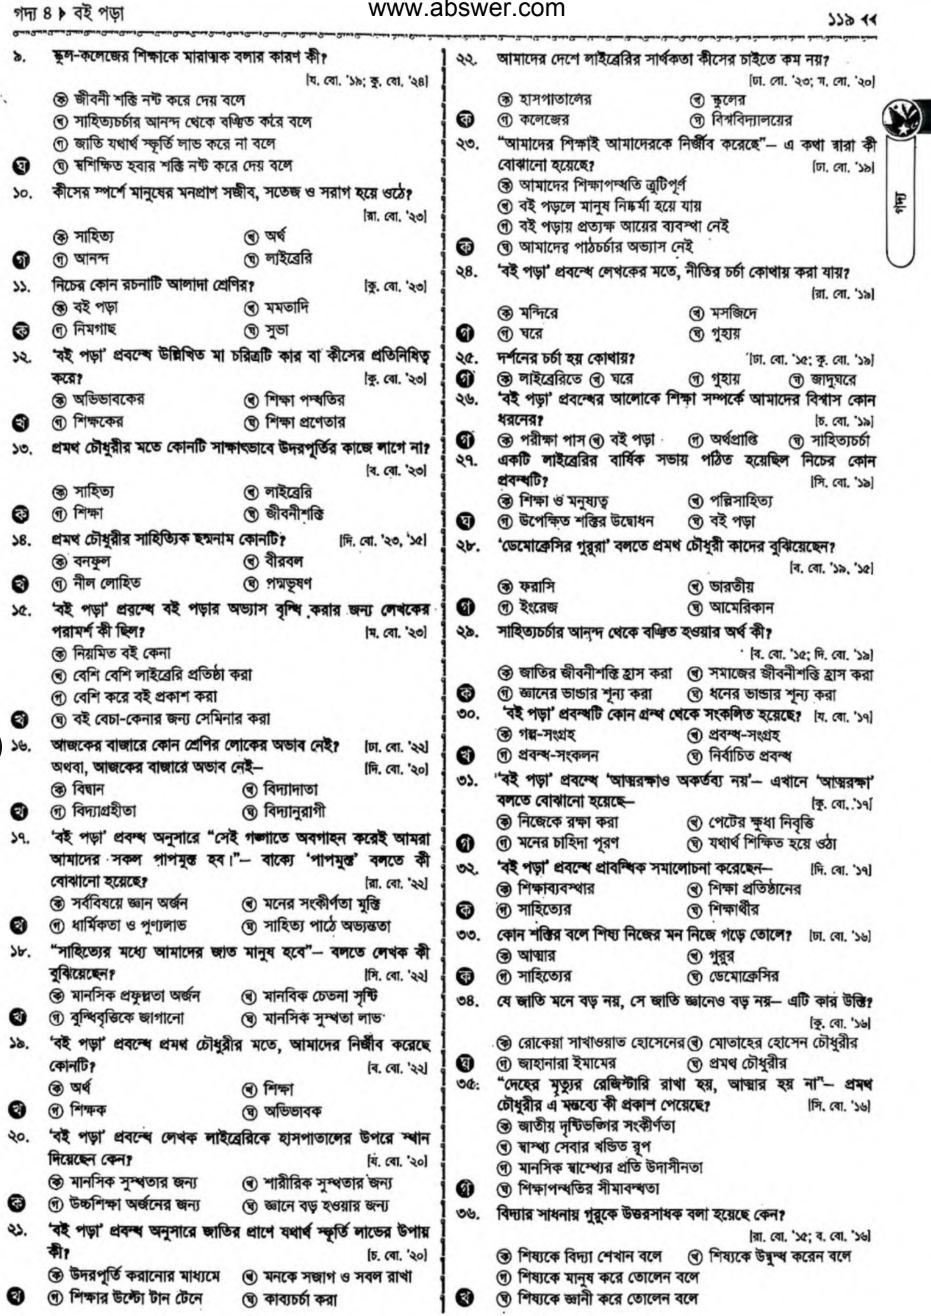 গদ্য ৪ ▶ বই পড়া
www.abswer.com
১১৯ ◀◀
৯. স্কুল-কলেজের শিক্ষাকে মারাত্মক বলার কারণ কী?
[য. বো. '১৯; কু. বো. '২৪]
ক জীবনী শক্তি নষ্ট করে দেয় বলে
খ সাহিত্যচর্চার আনন্দ থেকে বঞ্চিত করে বলে
গ জাতি যথার্থ স্ফূর্তি লাভ করে না বলে
ঘ ঘ স্বশিক্ষিত হবার শক্তি নষ্ট করে দেয় বলে
১০. কীসের স্পর্শে মানুষের মনপ্রাণ সজীব, সতেজ ও সরাগ হয়ে ওঠে?
[রা. বো. '২৩]
ক সাহিত্য খ অর্থ
গ গ আনন্দ ঘ লাইব্রেরি
১১. নিচের কোন রচনাটি আলাদা শ্রেণির? [কু. বো. '২৩]
ক বই পড়া খ মমতাদি
ক গ নিমগাছ ঘ সুভা
১২. 'বই পড়া' প্রবন্ধে উল্লিখিত মা চরিত্রটি কার বা কীসের প্রতিনিধিত্ব
করে? [কু. বো. '২৩]
ক অভিভাবকের খ শিক্ষা পদ্ধতির
খ গ শিক্ষকের ঘ শিক্ষা প্রণেতার
১৩. প্রমথ চৌধুরীর মতে কোনটি সাক্ষাৎভাবে উদরপূর্তির কাজে লাগে না?
[ব. বো. '২৩]
ক সাহিত্য খ লাইব্রেরি
ক গ শিক্ষা ঘ জীবনীশক্তি
১৪. প্রমথ চৌধুরীর সাহিত্যিক ছদ্মনাম কোনটি? [দি. বো. '২৩, '১৫]
ক বনফুল খ বীরবল
খ গ নীল লোহিত ঘ পদ্মভূষণ
১৫. 'বই পড়া' প্রবন্ধে বই পড়ার অভ্যাস বৃদ্ধি করার জন্য লেখকের
পরামর্শ কী ছিল? [ম. বো. '২৩]
ক নিয়মিত বই কেনা
খ বেশি বেশি লাইব্রেরি প্রতিষ্ঠা করা
গ বেশি করে বই প্রকাশ করা
খ ঘ বই বেচা-কেনার জন্য সেমিনার করা
১৬. আজকের বাজারে কোন শ্রেণির লোকের অভাব নেই? [ঢা. বো. '২২]
অথবা, আজকের বাজারে অভাব নেই– [দি. বো. '২০]
ক বিদ্বান খ বিদ্যাদাতা
খ গ বিদ্যাগ্রহীতা ঘ বিদ্যানুরাগী
১৭. 'বই পড়া' প্রবন্ধ অনুসারে "সেই গঙ্গাতে অবগাহন করেই আমরা
আমাদের সকল পাপমুক্ত হব।"– বাক্যে 'পাপমুক্ত' বলতে কী
বোঝানো হয়েছে? [রা. বো. '২২]
ক সর্ববিষয়ে জ্ঞান অর্জন খ মনের সংকীর্ণতা মুক্তি
খ গ ধার্মিকতা ও পুণ্যলাভ ঘ সাহিত্য পাঠে অভ্যস্ততা
১৮. "সাহিত্যের মধ্যে আমাদের জাত মানুষ হবে"– বলতে লেখক কী
বুঝিয়েছেন? [সি. বো. '২২]
ক মানসিক প্রফুল্লতা অর্জন খ মানবিক চেতনা সৃষ্টি
খ গ বুদ্ধিবৃত্তিকে জাগানো ঘ মানসিক সুস্থতা লাভ
১৯. 'বই পড়া' প্রবন্ধে প্রমথ চৌধুরীর মতে, আমাদের নির্জীব করেছে
কোনটি? [ব. বো. '২২]
ক অর্থ খ শিক্ষা
খ গ শিক্ষক ঘ অভিভাবক
২০. 'বই পড়া' প্রবন্ধে লেখক লাইব্রেরিকে হাসপাতালের উপরে স্থান
দিয়েছেন কেন? [য. বো. '২০]
ক মানসিক সুস্থতার জন্য খ শারীরিক সুস্থতার জন্য
ক গ উচ্চশিক্ষা অর্জনের জন্য ঘ জ্ঞানে বড় হওয়ার জন্য
২১. 'বই পড়া' প্রবন্ধ অনুসারে জাতির প্রাণে যথার্থ স্ফূর্তি লাভের উপায়
কী? [চ. বো. '২০]
ক উদরপূর্তি করানোর মাধ্যমে খ মনকে সজাগ ও সবল রাখা
খ গ শিক্ষার উল্টো টান টেনে ঘ কাব্যচর্চা করা
২২. আমাদের দেশে লাইব্রেরির সার্থকতা কীসের চাইতে কম নয়?
[ঢা. বো. '২৩; ম. বো. '২০]
ক হাসপাতালের খ স্কুলের
ক গ কলেজের ঘ বিশ্ববিদ্যালয়ের
২৩. "আমাদের শিক্ষাই আমাদেরকে নির্জীব করেছে"– এ কথা দ্বারা কী
বোঝানো হয়েছে? [ঢা. বো. '১৯]
ক আমাদের শিক্ষাপদ্ধতি ত্রুটিপূর্ণ
খ বই পড়লে মানুষ নিষ্কর্মা হয়ে যায়
গ বই পড়ায় প্রত্যক্ষ আয়ের ব্যবস্থা নেই
ক ঘ আমাদের পাঠচর্চার অভ্যাস নেই
২৪. 'বই পড়া' প্রবন্ধে লেখকের মতে, নীতির চর্চা কোথায় করা যায়?
[রা. বো. '১৯]
ক মন্দিরে খ মসজিদে
গ গ ঘরে ঘ গুহায়
২৫. দর্শনের চর্চা হয় কোথায়? [ঢা. বো. '১৫; কু. বো. '১৯]
গ ক লাইব্রেরিতে খ ঘরে গ গুহায় ঘ জাদুঘরে
২৬. 'বই পড়া' প্রবন্ধের আলোকে শিক্ষা সম্পর্কে আমাদের বিশ্বাস কোন
ধরনের? [চ. বো. '১৯]
গ ক পরীক্ষা পাস খ বই পড়া গ অর্থপ্রাপ্তি ঘ সাহিত্যচর্চা
২৭. একটি লাইব্রেরির বার্ষিক সভায় পঠিত হয়েছিল নিচের কোন
প্রবন্ধটি? [সি. বো. '১৯]
ক শিক্ষা ও মনুষ্যত্ব খ পল্লিসাহিত্য
ঘ গ উপেক্ষিত শক্তির উদ্বোধন ঘ বই পড়া
২৮. 'ডেমোক্রেসির গুরুরা' বলতে প্রমথ চৌধুরী কাদের বুঝিয়েছেন?
[ব. বো. '১৯, '১৫]
ক ফরাসি খ ভারতীয়
গ গ ইংরেজ ঘ আমেরিকান
২৯. সাহিত্যচর্চার আনন্দ থেকে বঞ্চিত হওয়ার অর্থ কী?
[ব. বো. '১৫; দি. বো. '১৯]
ক জাতির জীবনীশক্তি হ্রাস করা খ সমাজের জীবনীশক্তি হ্রাস করা
ক গ জ্ঞানের ভান্ডার শূন্য করা ঘ ধনের ভান্ডার শূন্য করা
৩০. 'বই পড়া' প্রবন্ধটি কোন গ্রন্থ থেকে সংকলিত হয়েছে? [য. বো. '১৭]
ক গল্প-সংগ্রহ খ প্রবন্ধ-সংগ্রহ
খ গ প্রবন্ধ-সংকলন ঘ নির্বাচিত প্রবন্ধ
৩১. 'বই পড়া' প্রবন্ধে 'আত্মরক্ষাও অকর্তব্য নয়'– এখানে 'আত্মরক্ষা'
বলতে বোঝানো হয়েছে– [কু. বো. '১৭]
ক নিজেকে রক্ষা করা খ পেটের ক্ষুধা নিবৃত্তি
গ গ মনের চাহিদা পূরণ ঘ যথার্থ শিক্ষিত হয়ে ওঠা
৩২. 'বই পড়া' প্রবন্ধে প্রাবন্ধিক সমালোচনা করেছেন– [দি. বো. '১৭]
ক শিক্ষাব্যবস্থার খ শিক্ষা প্রতিষ্ঠানের
ক গ সাহিত্যের ঘ শিক্ষার্থীর
৩৩. কোন শক্তির বলে শিষ্য নিজের মন নিজে গড়ে তোলে? [ঢা. বো. '১৬]
ক আত্মার খ গুরুর
ক গ সাহিত্যের ঘ ডেমোক্রেসির
৩৪. যে জাতি মনে বড় নয়, সে জাতি জ্ঞানেও বড় নয়– এটি কার উক্তি?
[কু. বো. '১৬]
ক রোকেয়া সাখাওয়াত হোসেনের খ মোতাহের হোসেন চৌধুরীর
ঘ গ জাহানারা ইমামের ঘ প্রমথ চৌধুরীর
৩৫. "দেহের মৃত্যুর রেজিস্টারি রাখা হয়, আত্মার হয় না"– প্রমথ
চৌধুরীর এ মন্তব্যে কী প্রকাশ পেয়েছে? [সি. বো. '১৬]
ক জাতীয় দৃষ্টিভঙ্গির সংকীর্ণতা
খ স্বাস্থ্য সেবার খন্ডিত রূপ
গ মানসিক স্বাস্থ্যের প্রতি উদাসীনতা
গ ঘ শিক্ষাপদ্ধতির সীমাবদ্ধতা
৩৬. বিদ্যার সাধনায় গুরুকে উত্তরসাধক বলা হয়েছে কেন?
[রা. বো. '১৫; ব. বো. '১৬]
ক শিষ্যকে বিদ্যা শেখান বলে খ শিষ্যকে উদ্বুদ্ধ করেন বলে
গ শিষ্যকে মানুষ করে তোলেন বলে
খ ঘ শিষ্যকে জ্ঞানী করে তোলেন বলে
গদ্য